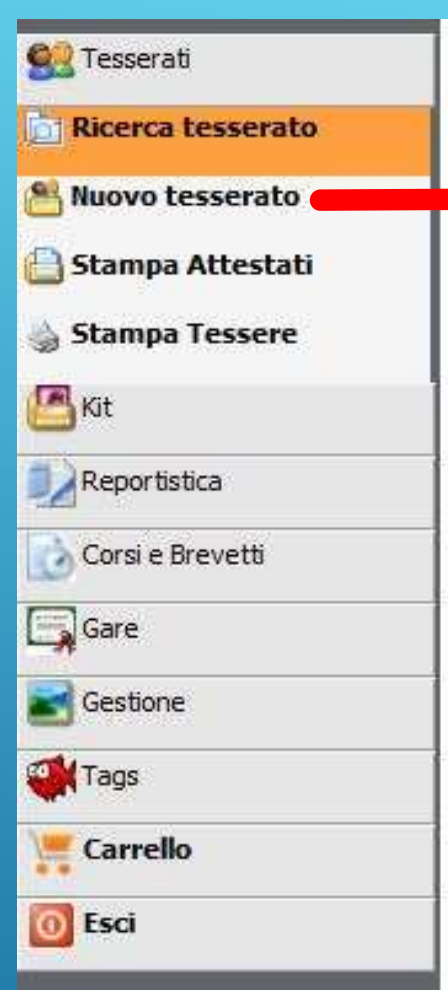 Tesserati
Ricerca tesserato
Nuovo tesserato
Stampa Attestati
Stampa Tessere
Kit
Reportistica
Corsi e Brevetti
Gare
Gestione
Tags
Carrello
Esci